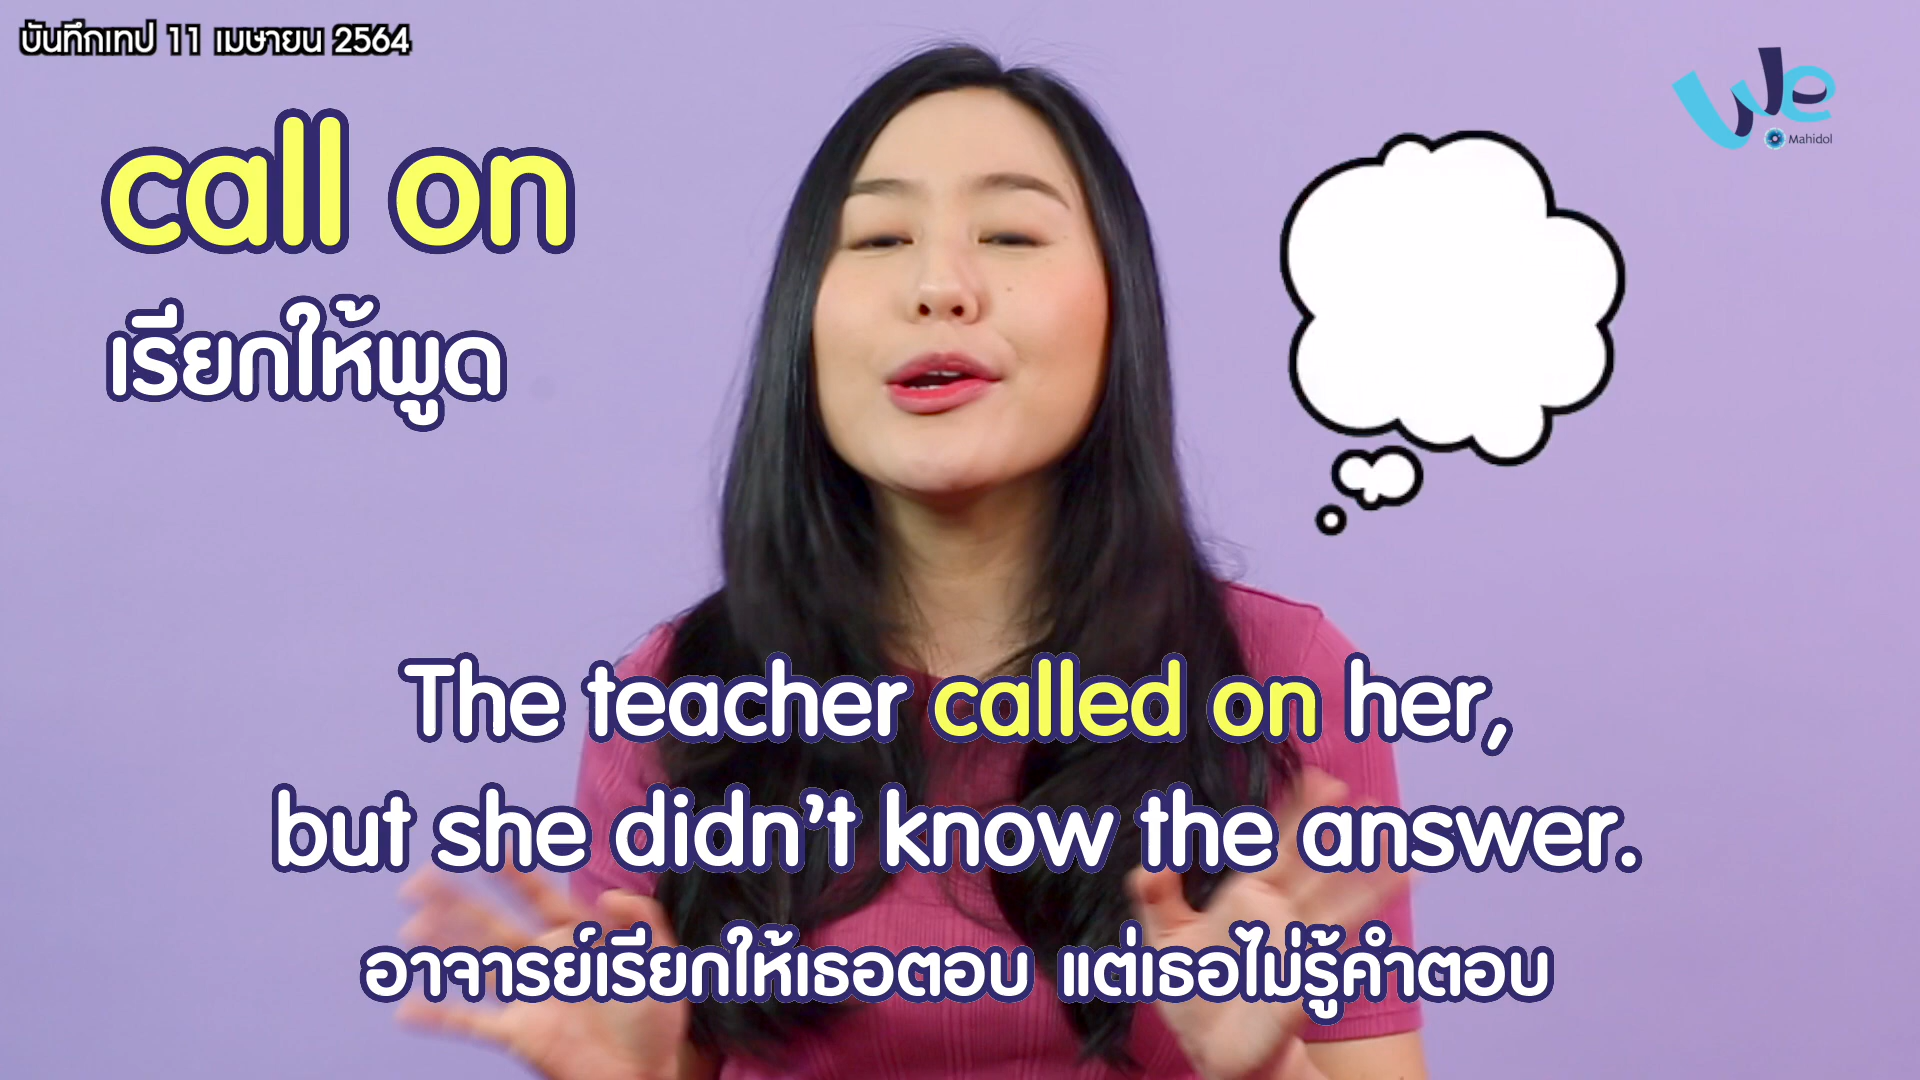 บันทึกเทป 11 เมษายน 2564
We
Mahidol
call on
เรียกให้พูด
The teacher called on her,
but she didn't know the answer.
อาจารย์เรียกให้เธอตอบ แต่เธอไม่รู้คำตอบ